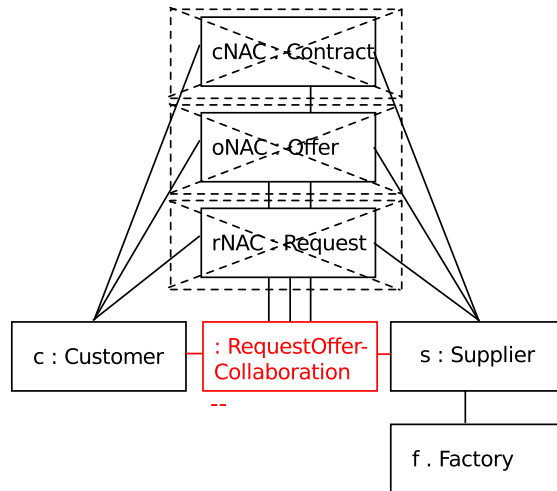 cNAC : Contract
oNAC : Offer
rNAC : Request
c : Customer
: RequestOffer-
Collaboration
--
s : Supplier
f . Factory